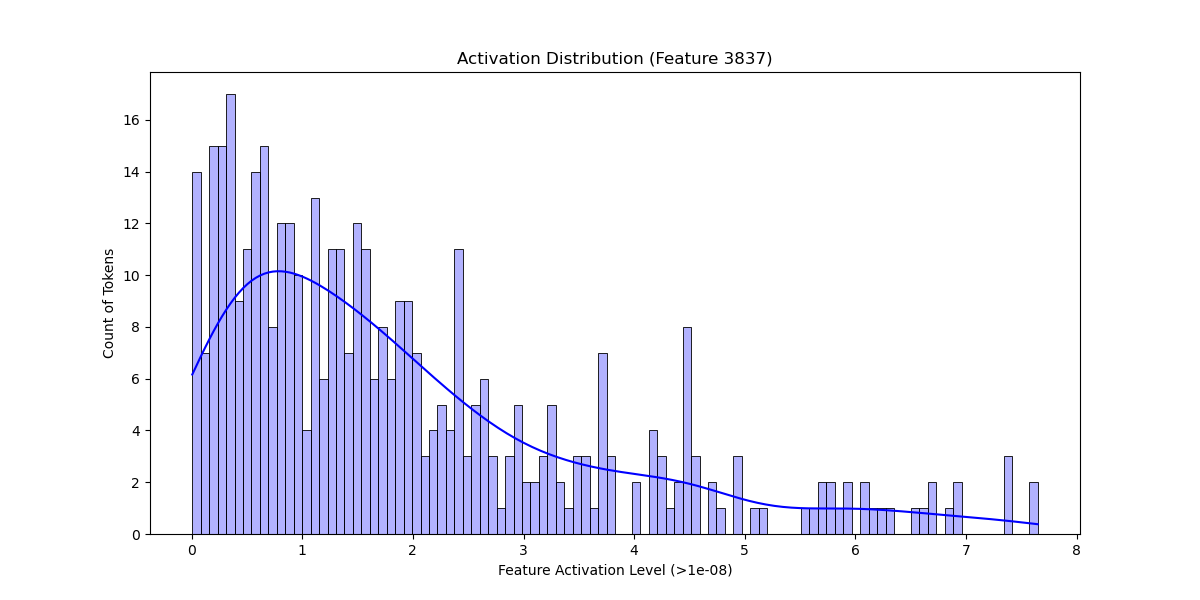 Activation Distribution (Feature 3837)
16
14
12
10
8
6
4
2
0
Count of Tokens
0 1 2 3 4 5 6 7 8
Feature Activation Level (>1e-08)